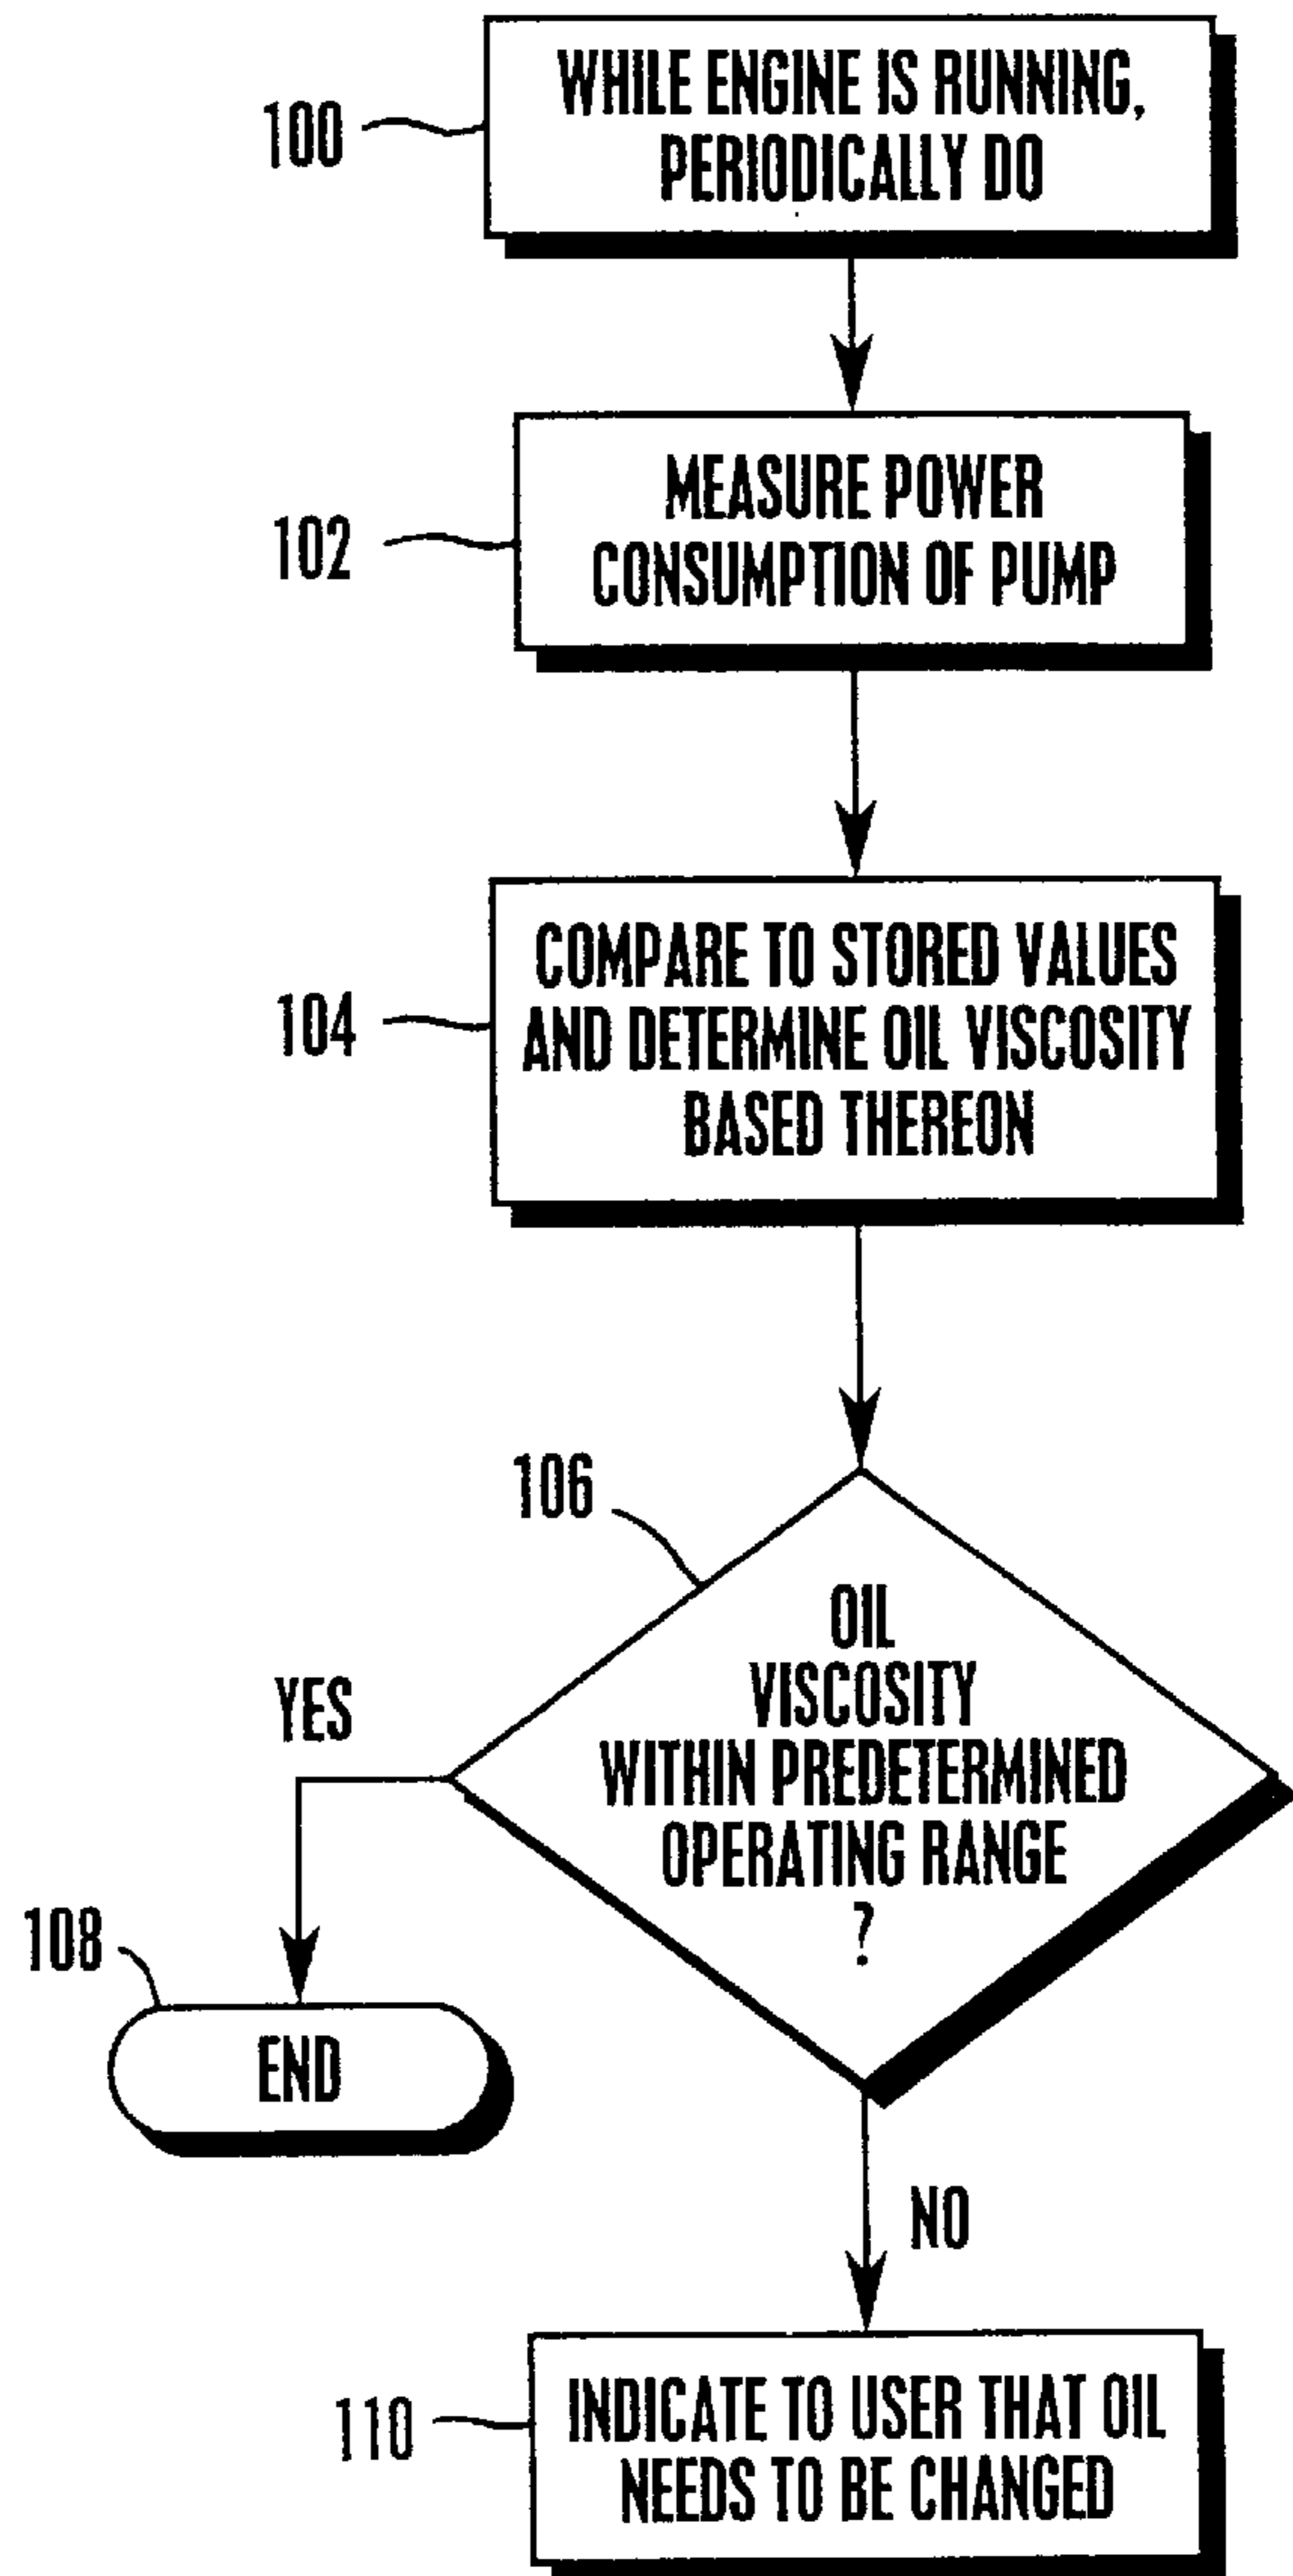 100
WHILE ENGINE IS RUNNING,
PERIODICALLY DO
102
MEASURE POWER
CONSUMPTION OF PUMP
104
COMPARE TO STORED VALUES
AND DETERMINE OIL VISCOSITY
BASED THEREON
106
OIL
VISCOSITY
WITHIN PREDETERMINED
OPERATING RANGE
?
YES
108
END
NO
110
INDICATE TO USER THAT OIL
NEEDS TO BE CHANGED